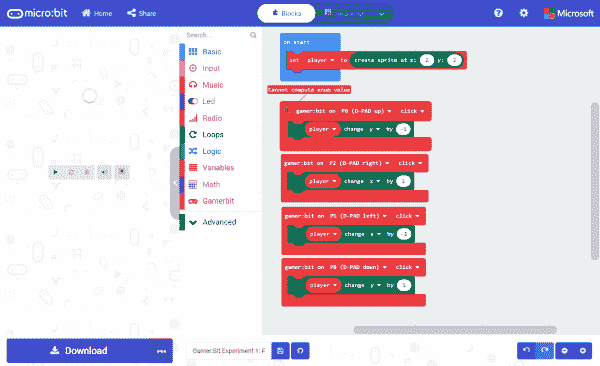 micro:bit Home Share Blocks Microsoft
Search...
Basic
Input
Music
Led
Radio
Loops
Logic
Variables
Math
Gamerbit
Advanced
on start
set player to create sprite at x: 2 y: 2
Cannot compute enum value
gamer:bit on P0 (D-PAD up) click
player change y by -1
gamer:bit on P2 (D-PAD right) click
player change x by 1
gamer:bit on P1 (D-PAD left) click
player change x by -1
gamer:bit on P8 (D-PAD down) click
player change y by 1
Download
Gamer:Bit Experiment 1: F